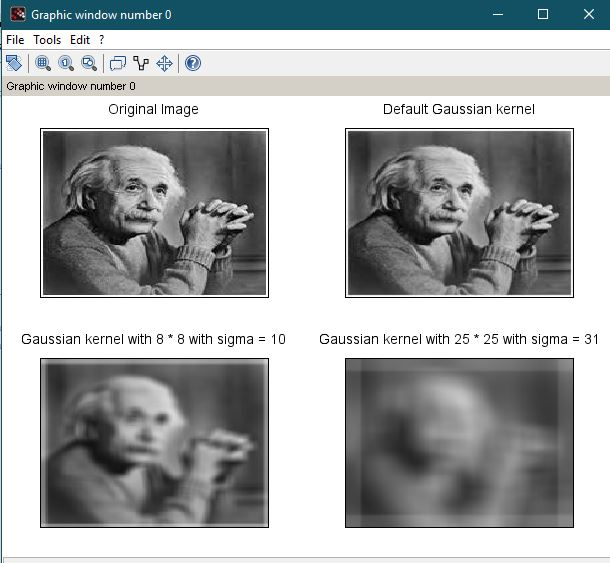 Graphic window number 0
File Tools Edit ?
Graphic window number 0
Original Image
Default Gaussian kernel
Gaussian kernel with 8 * 8 with sigma = 10
Gaussian kernel with 25 * 25 with sigma = 31